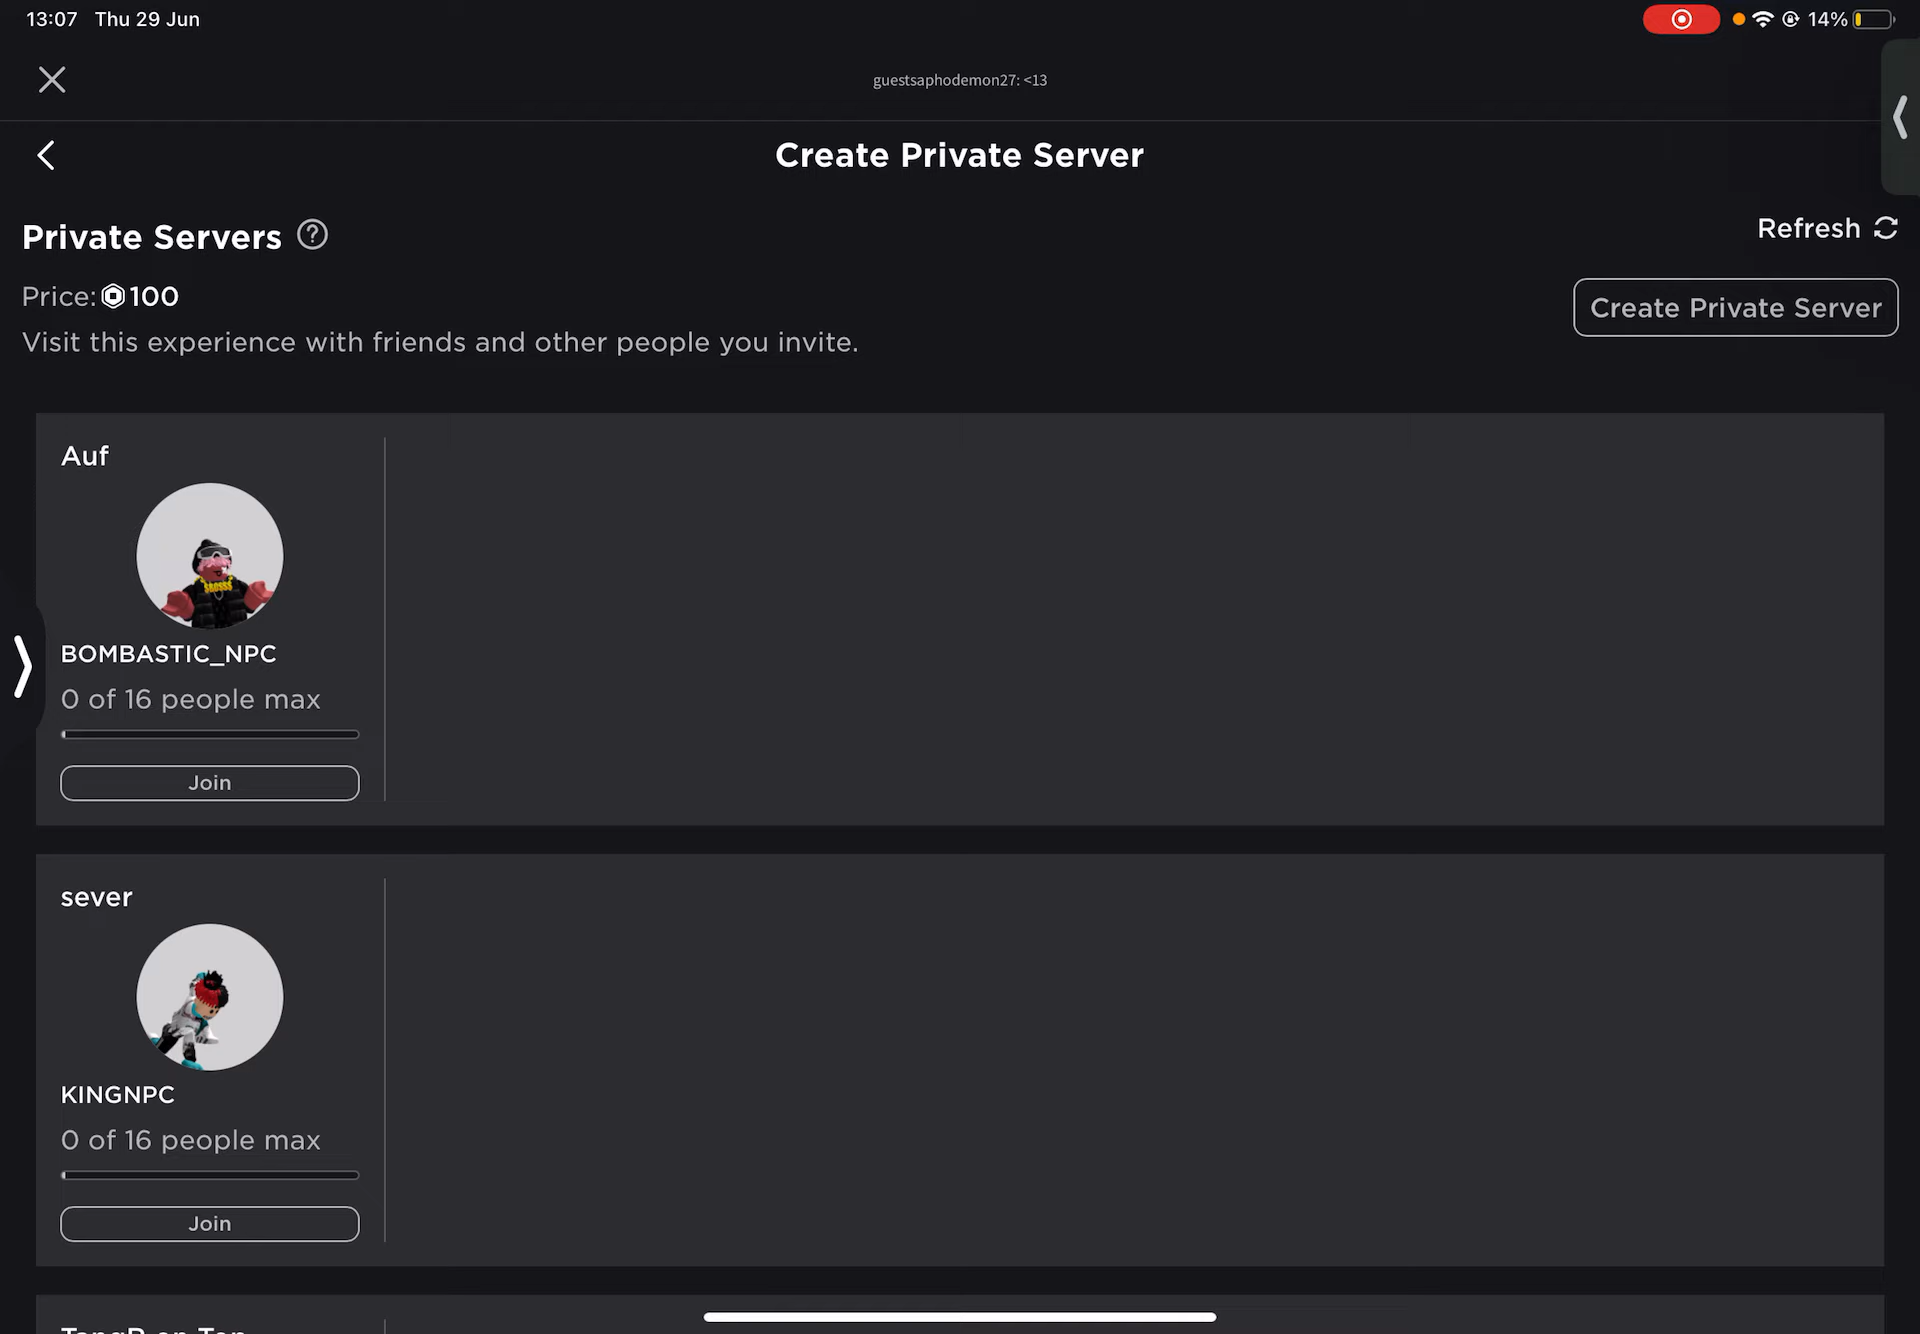 13:07 Thu 29 Jun
14%
guestsaphodemon27: <13
Create Private Server
Private Servers
Refresh
Price: 100
Create Private Server
Visit this experience with friends and other people you invite.
Auf
BOMBASTIC_NPC
0 of 16 people max
Join
sever
KINGNPC
0 of 16 people max
Join